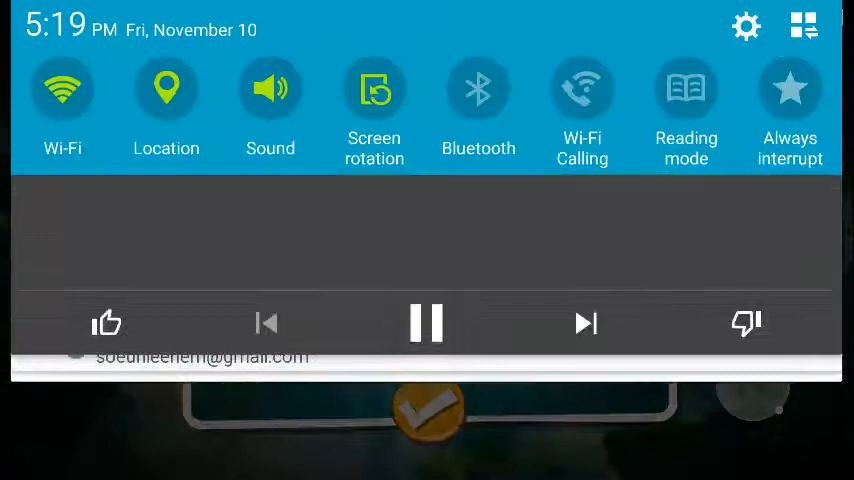 5:19 PM Fri, November 10
Wi-Fi
Location
Sound
Screen rotation
Bluetooth
Wi-Fi Calling
Reading mode
Always interrupt